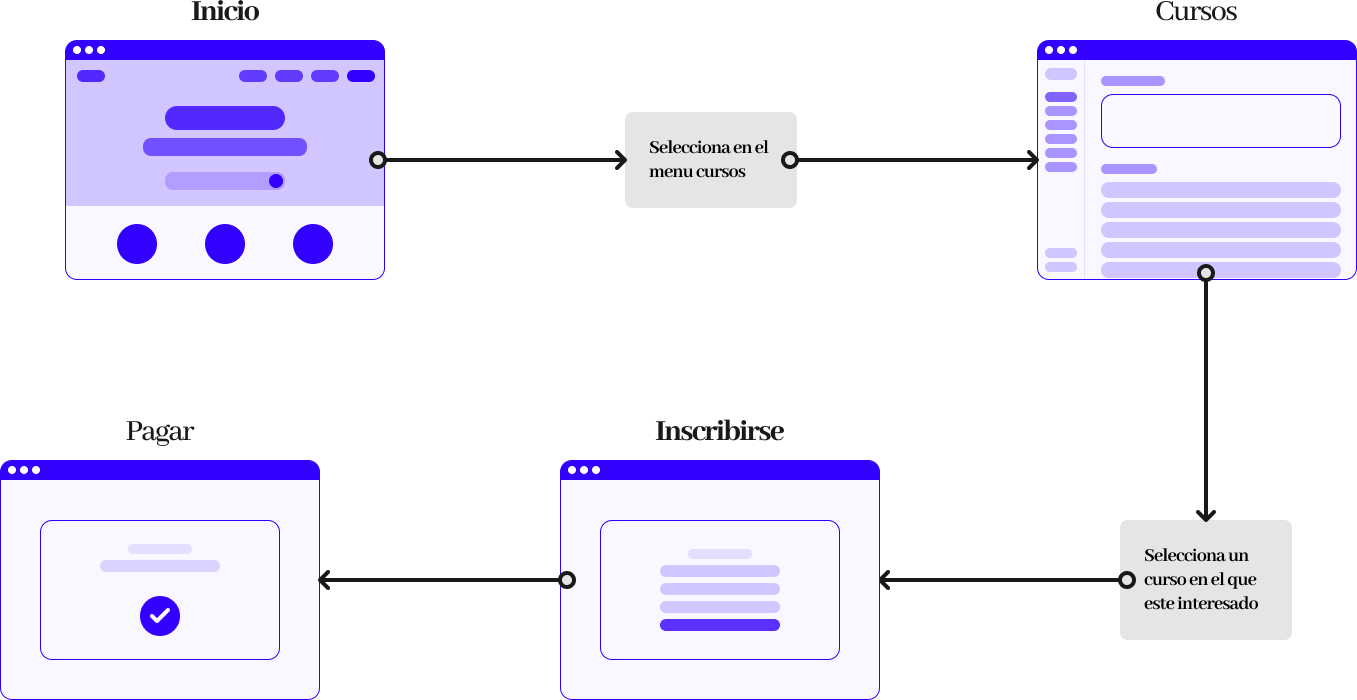 Inicio
Cursos
Selecciona en el
menu cursos
Pagar
Inscribirse
Selecciona un
curso en el que
este interesado